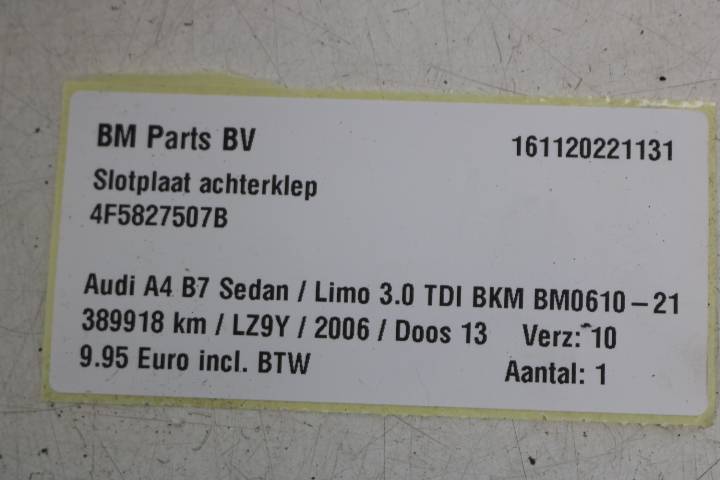 BM Parts BV 161120221131
Slotplaat achterklep
4F5827507B
Audi A4 B7 Sedan / Limo 3.0 TDI BKM BM0610-21
389918 km / LZ9Y / 2006 / Doos 13 Verz: 10
9.95 Euro incl. BTW Aantal: 1